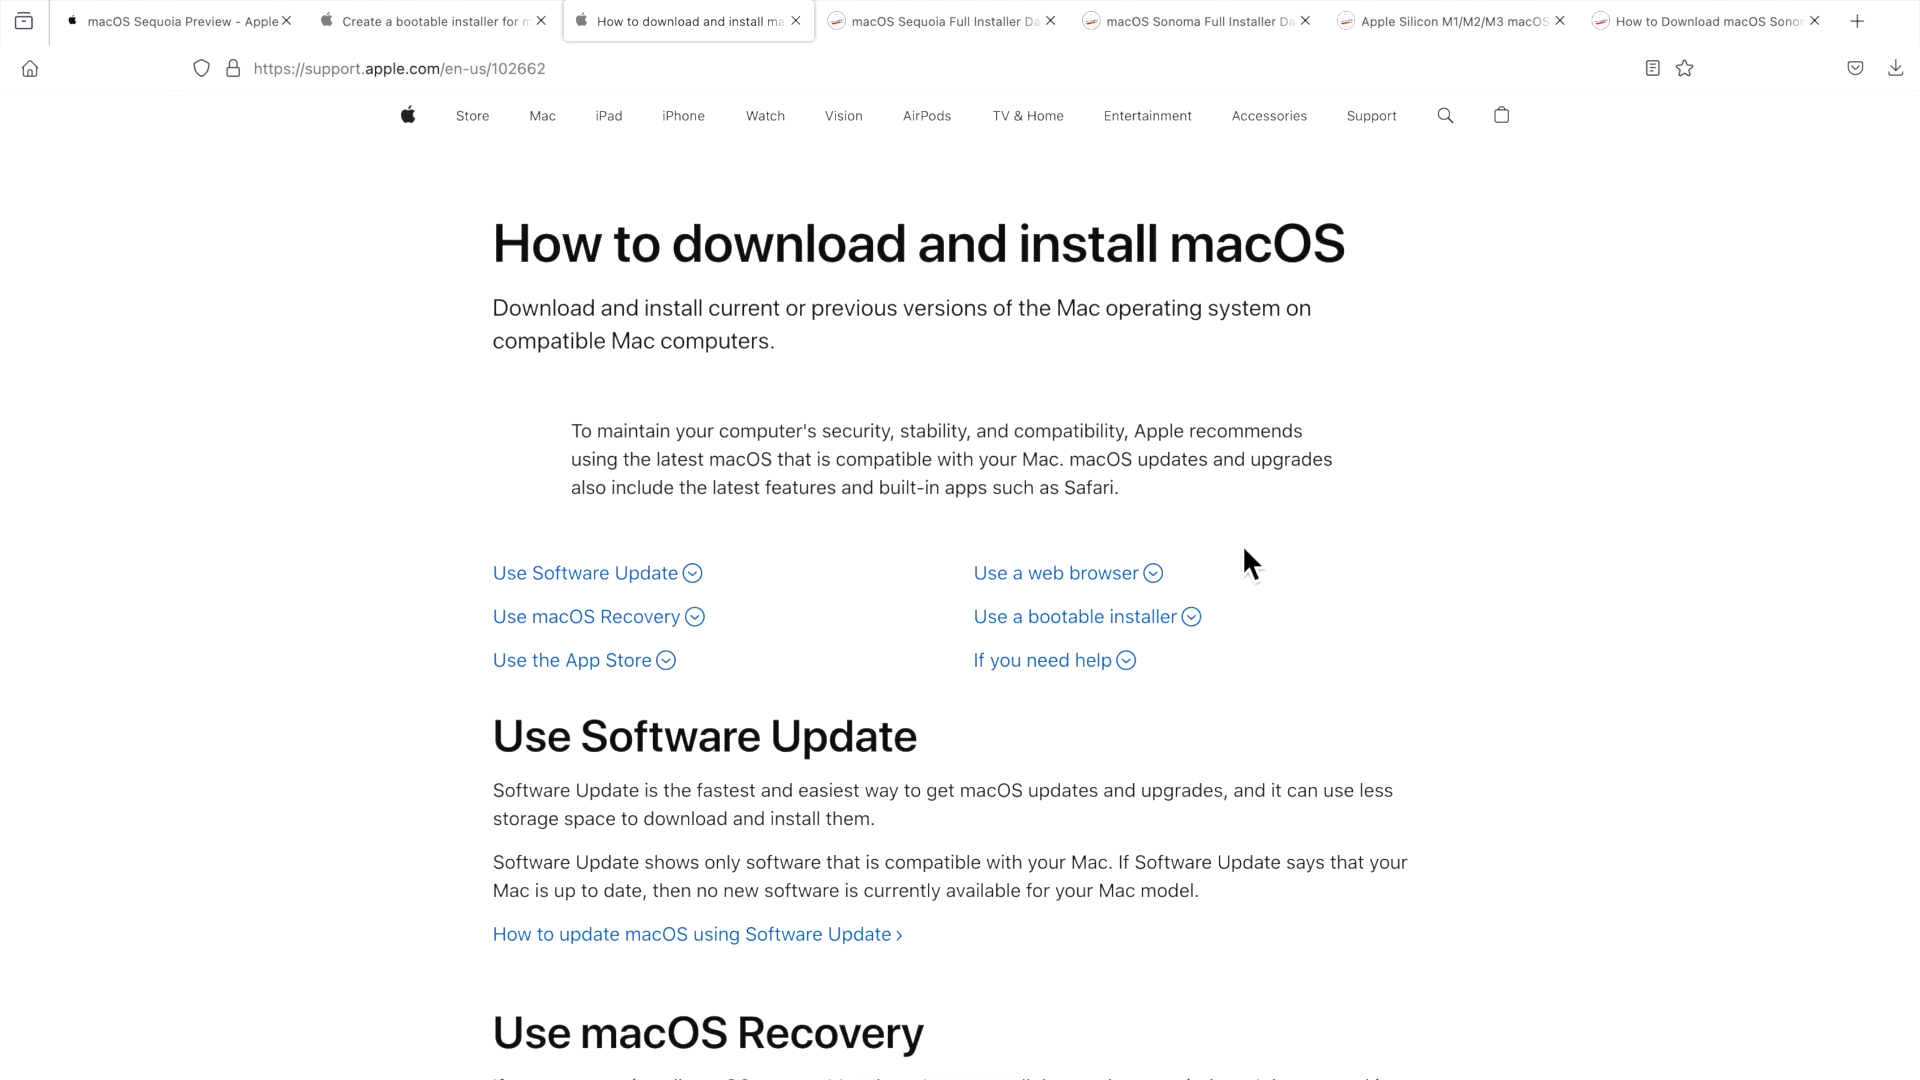 macOS Sequoia Preview - Apple
Create a bootable installer for m
How to download and install ma
macOS Sequoia Full Installer Da
macOS Sonoma Full Installer Da
Apple Silicon M1/M2/M3 macOS
How to Download macOS Sonor
https://support.apple.com/en-us/102662
Store Mac iPad iPhone Watch Vision AirPods TV & Home Entertainment Accessories Support
How to download and install macOS
Download and install current or previous versions of the Mac operating system on
compatible Mac computers.
To maintain your computer's security, stability, and compatibility, Apple recommends
using the latest macOS that is compatible with your Mac. macOS updates and upgrades
also include the latest features and built-in apps such as Safari.
Use Software Update
Use a web browser
Use macOS Recovery
Use a bootable installer
Use the App Store
If you need help
Use Software Update
Software Update is the fastest and easiest way to get macOS updates and upgrades, and it can use less
storage space to download and install them.
Software Update shows only software that is compatible with your Mac. If Software Update says that your
Mac is up to date, then no new software is currently available for your Mac model.
How to update macOS using Software Update ›
Use macOS Recovery